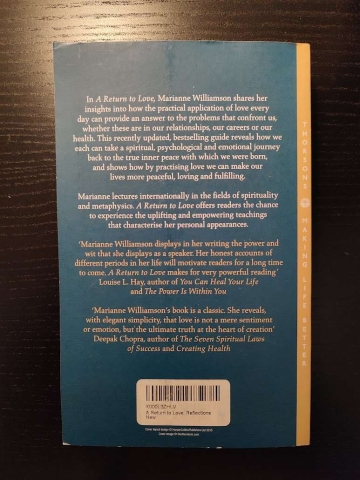 In A Return to Love, Marianne Williamson shares her
insights into how the practical application of love every
day can provide an answer to the problems that confront us,
whether these are in our relationships, our careers or our
health. This recently updated, bestselling guide reveals how we
each can take a spiritual, psychological and emotional journey
back to the true inner peace with which we were born,
and shows how by practising love we can make our
lives more peaceful, loving and fulfilling.
Marianne lectures internationally in the fields of spirituality
and metaphysics. A Return to Love offers readers the chance
to experience the uplifting and empowering teachings
that characterise her personal appearances.
'Marianne Williamson displays in her writing the power and
wit that she displays as a speaker. Her honest accounts of
different periods in her life will motivate readers for a long time
to come. A Return to Love makes for very powerful reading'
Louise L. Hay, author of You Can Heal Your Life
and The Power Is Within You
'Marianne Williamson's book is a classic. She reveals,
with elegant simplicity, that love is not a mere sentiment
or emotion, but the ultimate truth at the heart of creation'
Deepak Chopra, author of The Seven Spiritual Laws
of Success and Creating Health
A Return to Love: Reflections
New
THORSONS MAKING LIFE BETTER